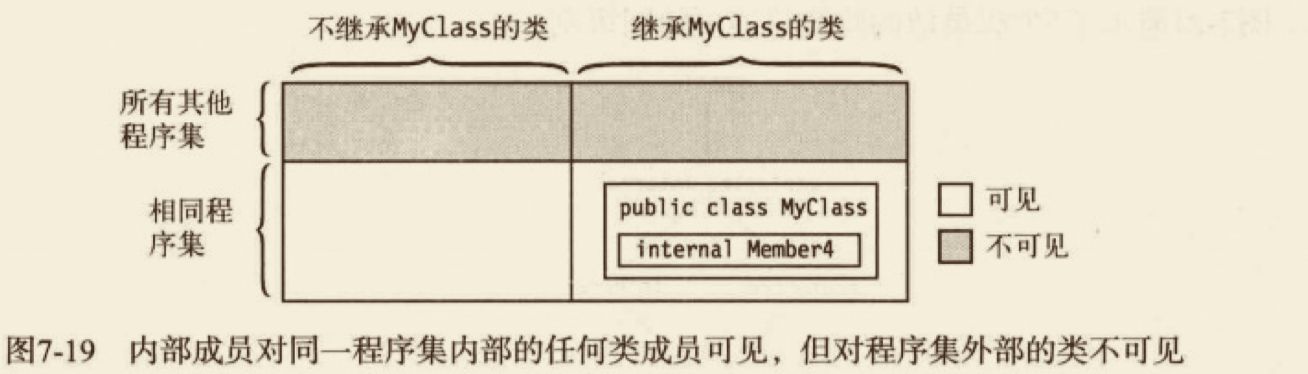 不继承MyClass的类 继承MyClass的类
所有其他
程序集
相同程
序集
public class MyClass
internal Member4
可见
不可见
图7-19 内部成员对同一程序集内部的任何类成员可见，但对程序集外部的类不可见